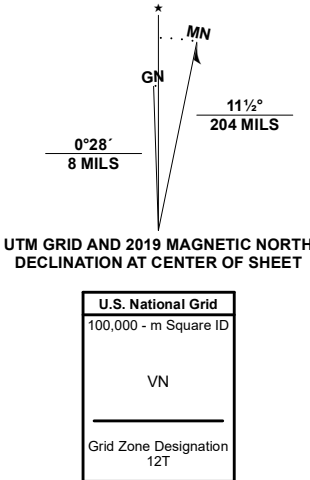 ★
MN
GN
11½°
204 MILS
0°28´
8 MILS
UTM GRID AND 2019 MAGNETIC NORTH
DECLINATION AT CENTER OF SHEET
U.S. National Grid
100,000 - m Square ID
VN
Grid Zone Designation
12T